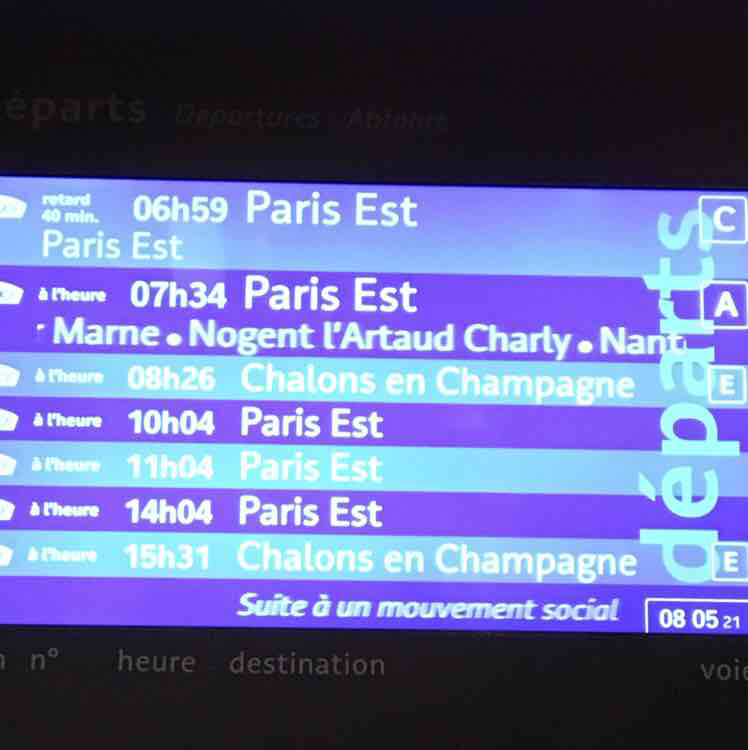 éparts Departures Abfahrt
retard
40 min.
06h59 Paris Est C
Paris Est
à l'heure 07h34 Paris Est A
Marne • Nogent l'Artaud Charly • Nant
à l'heure 08h26 Chalons en Champagne E
à l'heure 10h04 Paris Est
à l'heure 11h04 Paris Est
à l'heure 14h04 Paris Est
à l'heure 15h31 Chalons en Champagne E
départs
Suite à un mouvement social 08 05 21
n° heure destination voie